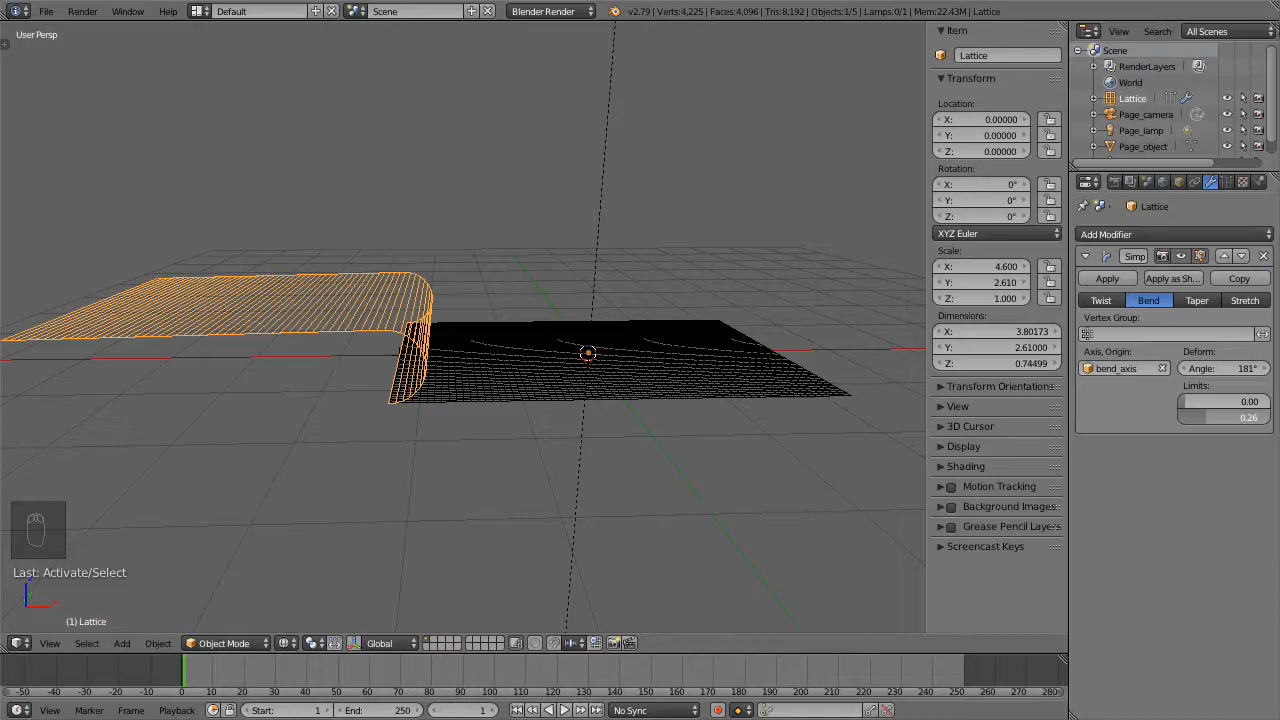 File Render Window Help Default Scene Blender Render v2.79 | Verts:4,225 | Faces:4,096 | Tris:8,192 | Objects:1/5 | Lamps:0/1 | Mem:22.43M | Lattice
User Persp
Last: Activate/Select
(1) Lattice
View Select Add Object Object Mode Global
Item
Lattice
Transform
Location:
X: 0.00000
Y: 0.00000
Z: 0.00000
Rotation:
X: 0°
Y: 0°
Z: 0°
XYZ Euler
Scale:
X: 4.600
Y: 2.610
Z: 1.000
Dimensions:
X: 3.80173
Y: 2.61000
Z: 0.74499
Transform Orientations
View
3D Cursor
Display
Shading
Motion Tracking
Background Images
Grease Pencil Laye
Screencast Keys
View Search All Scenes
Scene
RenderLayers
World
Lattice
Page_camera
Page_lamp
Page_object
Lattice
Add Modifier
Simp
Apply Apply as Sh... Copy
Twist Bend Taper Stretch
Vertex Group:
Axis, Origin: Deform:
bend_axis Angle: 181°
Limits:
0.00
0.26
-50 -40 -30 -20 -10 0 10 20 30 40 50 60 70 80 90 100 110 120 130 140 150 160 170 180 190 200 210 220 230 240 250 260 270 280
View Marker Frame Playback Start: 1 End: 250 1 No Sync